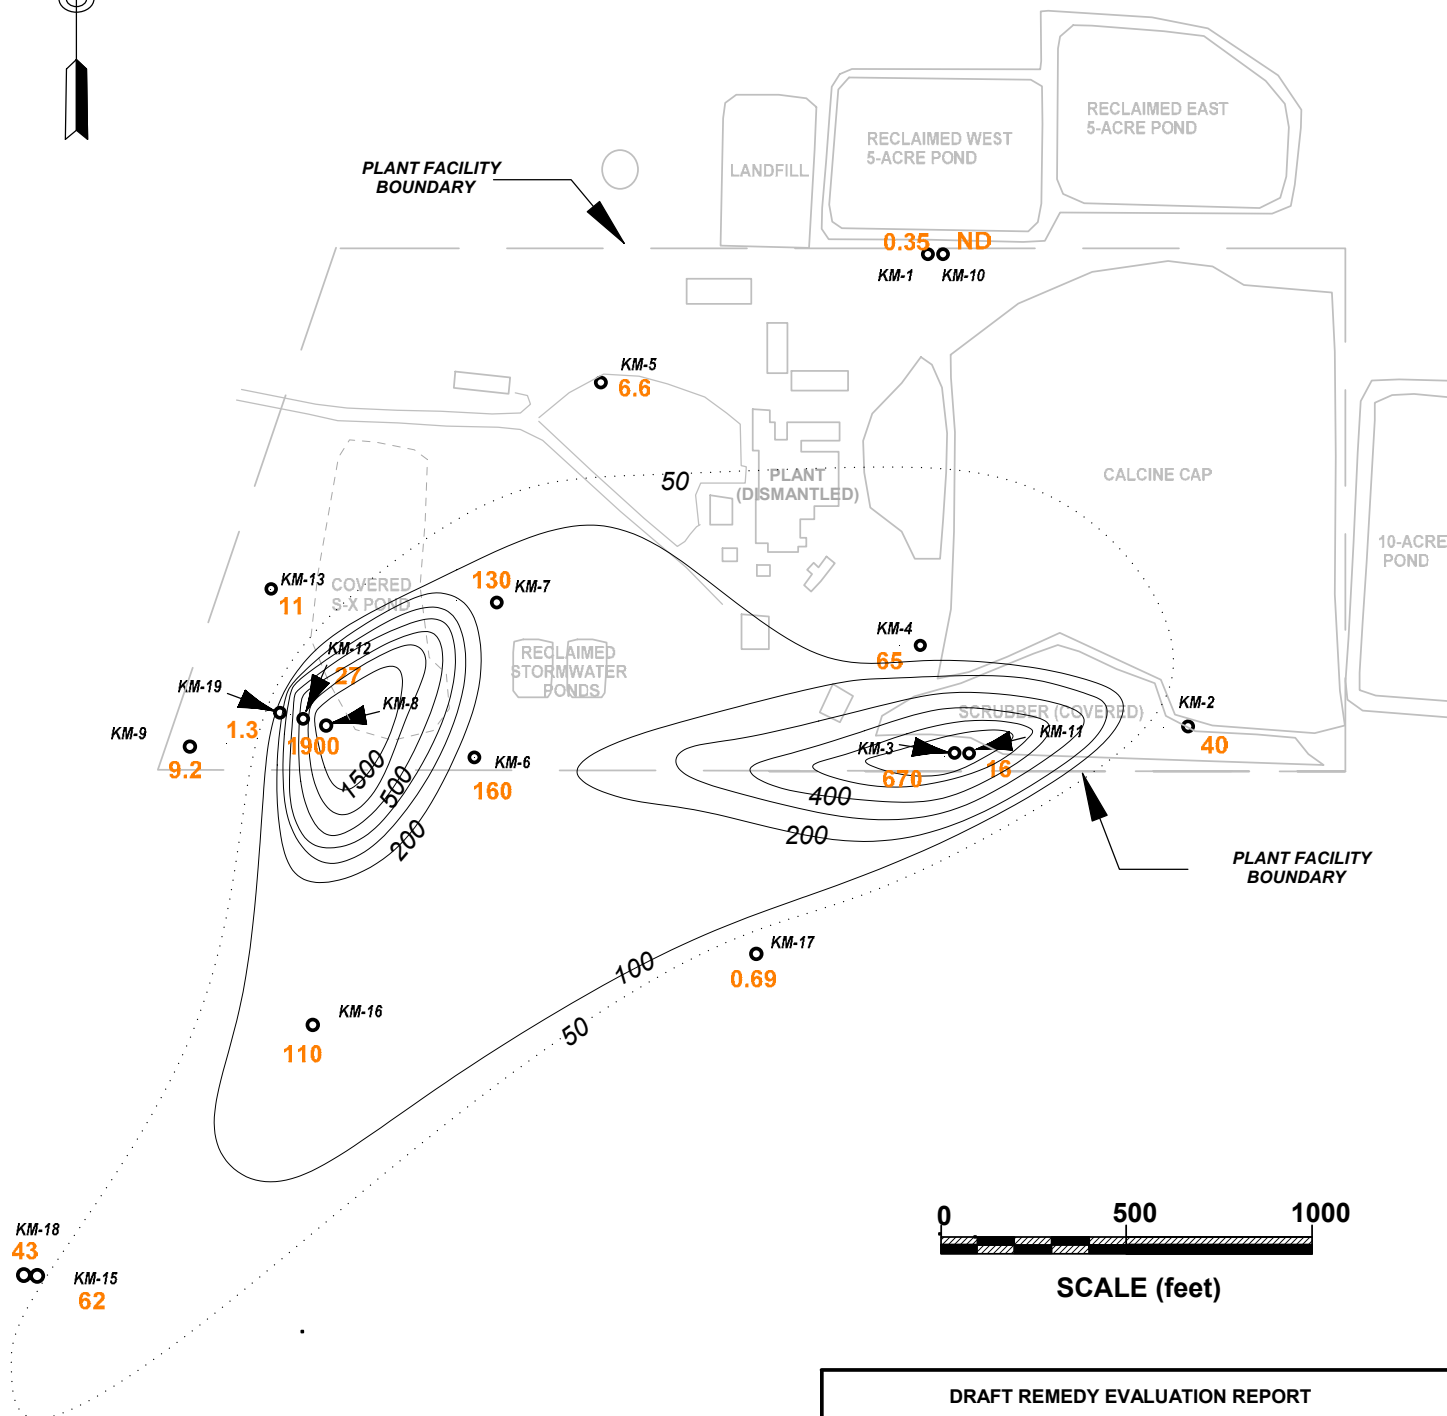 RECLAIMED EAST
5-ACRE POND
RECLAIMED WEST
5-ACRE POND
LANDFILL
PLANT FACILITY
BOUNDARY
0.35
ND
KM-1
KM-10
KM-5
6.6
50
PLANT
(DISMANTLED)
CALCINE CAP
10-ACRE
POND
KM-13
11
COVERED
S-X POND
130
KM-7
KM-12
27
RECLAIMED
STORMWATER
PONDS
KM-4
65
KM-19
1.3
KM-8
1900
KM-9
9.2
SCRUBBER (COVERED)
KM-2
40
KM-3
670
KM-11
16
KM-6
160
1500
500
200
400
200
PLANT FACILITY
BOUNDARY
KM-17
0.69
100
50
KM-16
110
KM-18
43
KM-15
62
0 500 1000
SCALE (feet)
DRAFT REMEDY EVALUATION REPORT